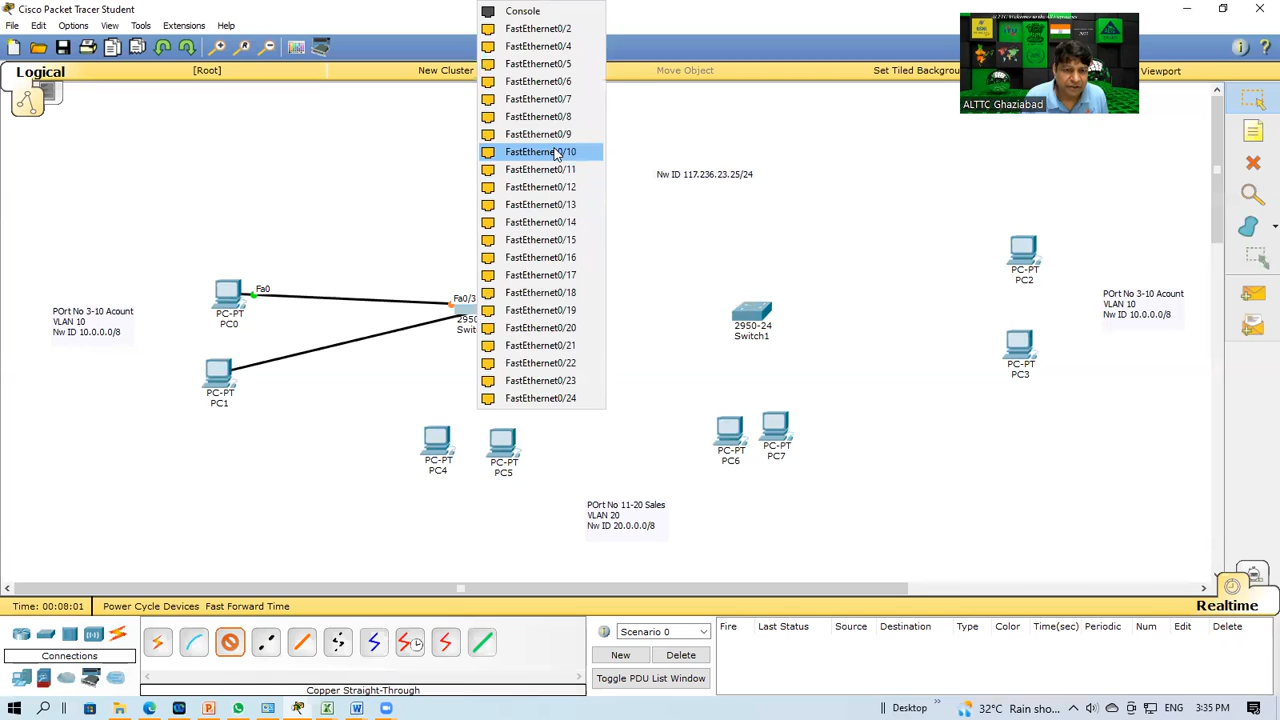 Cisco Packet Tracer Student
File Edit Options View Tools Extensions Help
Logical
[Root]
New Cluster
Move Object
Set Tiled Backgrou
Viewport
ALTTC Ghaziabad
Console
FastEthernet0/2
FastEthernet0/4
FastEthernet0/5
FastEthernet0/6
FastEthernet0/7
FastEthernet0/8
FastEthernet0/9
FastEthernet0/10
FastEthernet0/11
FastEthernet0/12
FastEthernet0/13
FastEthernet0/14
FastEthernet0/15
FastEthernet0/16
FastEthernet0/17
FastEthernet0/18
FastEthernet0/19
FastEthernet0/20
FastEthernet0/21
FastEthernet0/22
FastEthernet0/23
FastEthernet0/24
Nw ID 117.236.23.25/24
POrt No 3-10 Acount
VLAN 10
Nw ID 10.0.0.0/8
Fa0
PC-PT
PC0
PC-PT
PC1
Fa0/3
2950
Swit
2950-24
Switch1
PC-PT
PC2
PC-PT
PC3
POrt No 3-10 Acount
VLAN 10
Nw ID 10.0.0.0/8
PC-PT
PC4
PC-PT
PC5
PC-PT
PC6
PC-PT
PC7
POrt No 11-20 Sales
VLAN 20
Nw ID 20.0.0.0/8
Time: 00:08:01
Power Cycle Devices Fast Forward Time
Realtime
Connections
Copper Straight-Through
Scenario 0
New
Delete
Toggle PDU List Window
Fire Last Status Source Destination Type Color Time(sec) Periodic Num Edit Delete
Desktop
32°C Rain sho...
ENG
3:35 PM